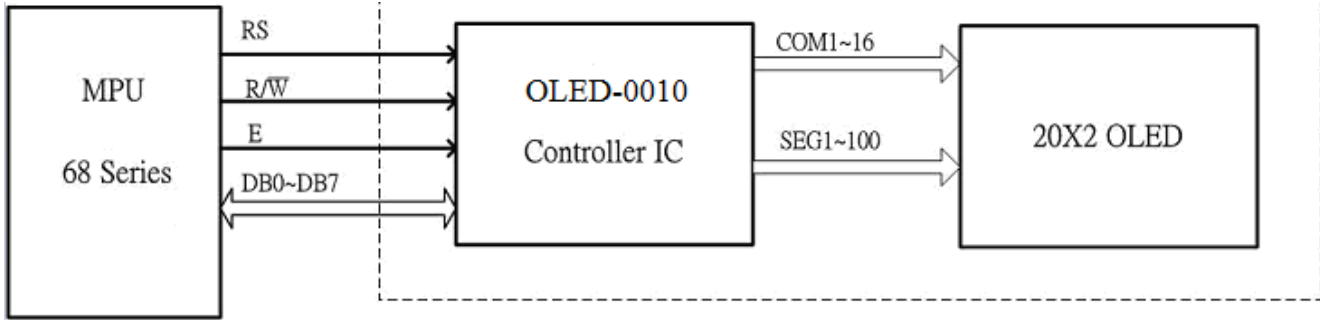 MPU
68 Series
RS
R/W̅
E
DB0~DB7
OLED-0010
Controller IC
COM1~16
SEG1~100
20X2 OLED